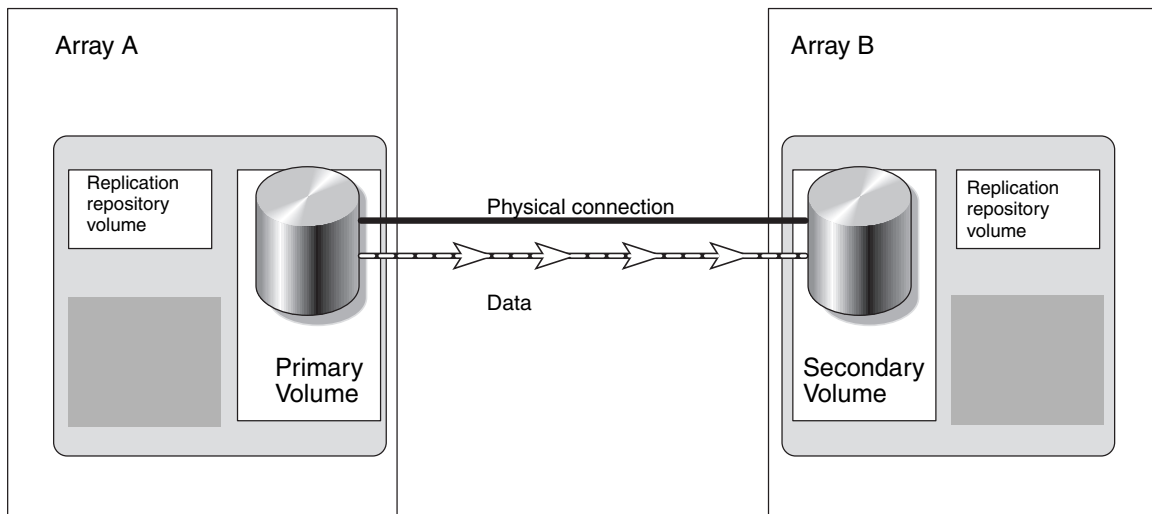 Array A
Array B
Replication
repository
volume
Physical connection
Replication
repository
volume
Data
Primary
Volume
Secondary
Volume